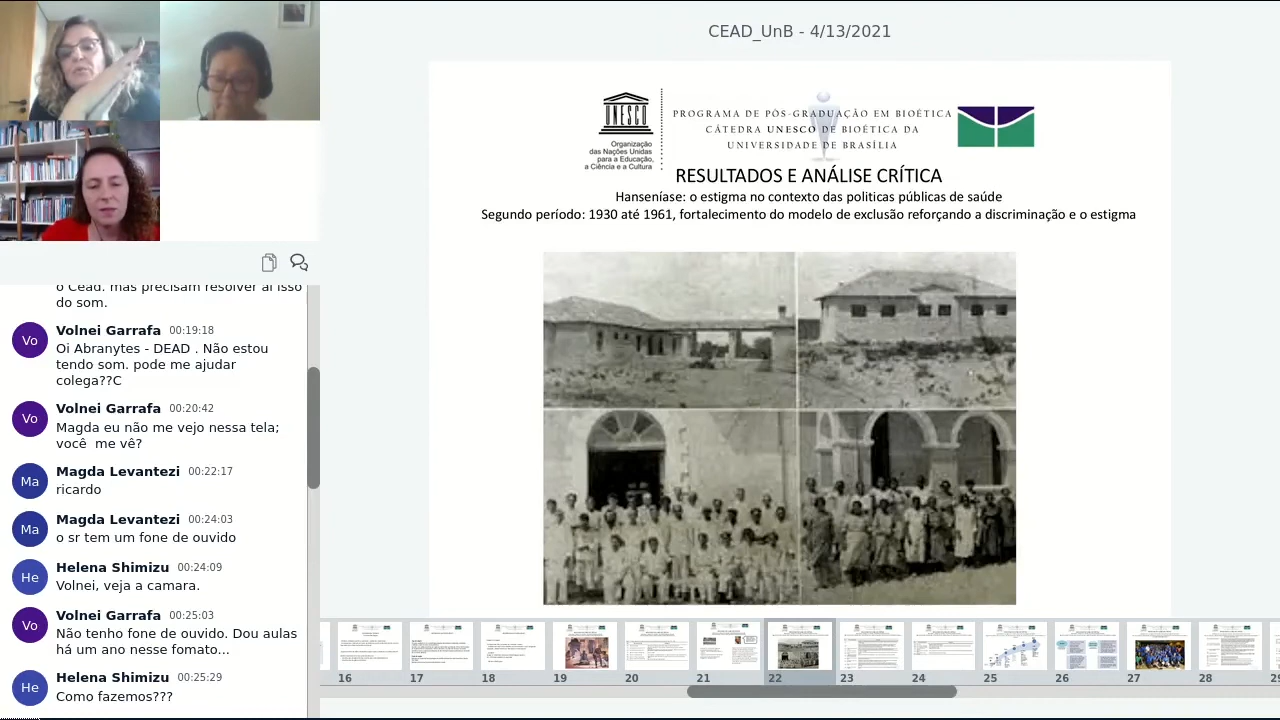 CEAD_UnB - 4/13/2021
UNESCO
Organização
das Nações Unidas
para a Educação,
a Ciência e a Cultura
PROGRAMA DE PÓS-GRADUAÇÃO EM BIOÉTICA
CÁTEDRA UNESCO DE BIOÉTICA DA
UNIVERSIDADE DE BRASÍLIA
RESULTADOS E ANÁLISE CRÍTICA
Hanseníase: o estigma no contexto das politicas públicas de saúde
Segundo período: 1930 até 1961, fortalecimento do modelo de exclusão reforçando a discriminação e o estigma
o Cead. mas precisam resolver aí isso
do som.
Vo
Volnei Garrafa 00:19:18
Oi Abranytes - DEAD . Não estou
tendo som. pode me ajudar
colega??C
Vo
Volnei Garrafa 00:20:42
Magda eu não me vejo nessa tela;
você me vê?
Ma
Magda Levantezi 00:22:17
ricardo
Ma
Magda Levantezi 00:24:03
o sr tem um fone de ouvido
He
Helena Shimizu 00:24:09
Volnei, veja a camara.
Vo
Volnei Garrafa 00:25:03
Não tenho fone de ouvido. Dou aulas
há um ano nesse formato...
He
Helena Shimizu 00:25:29
Como fazemos???
16 17 18 19 20 21 22 23 24 25 26 27 28 29